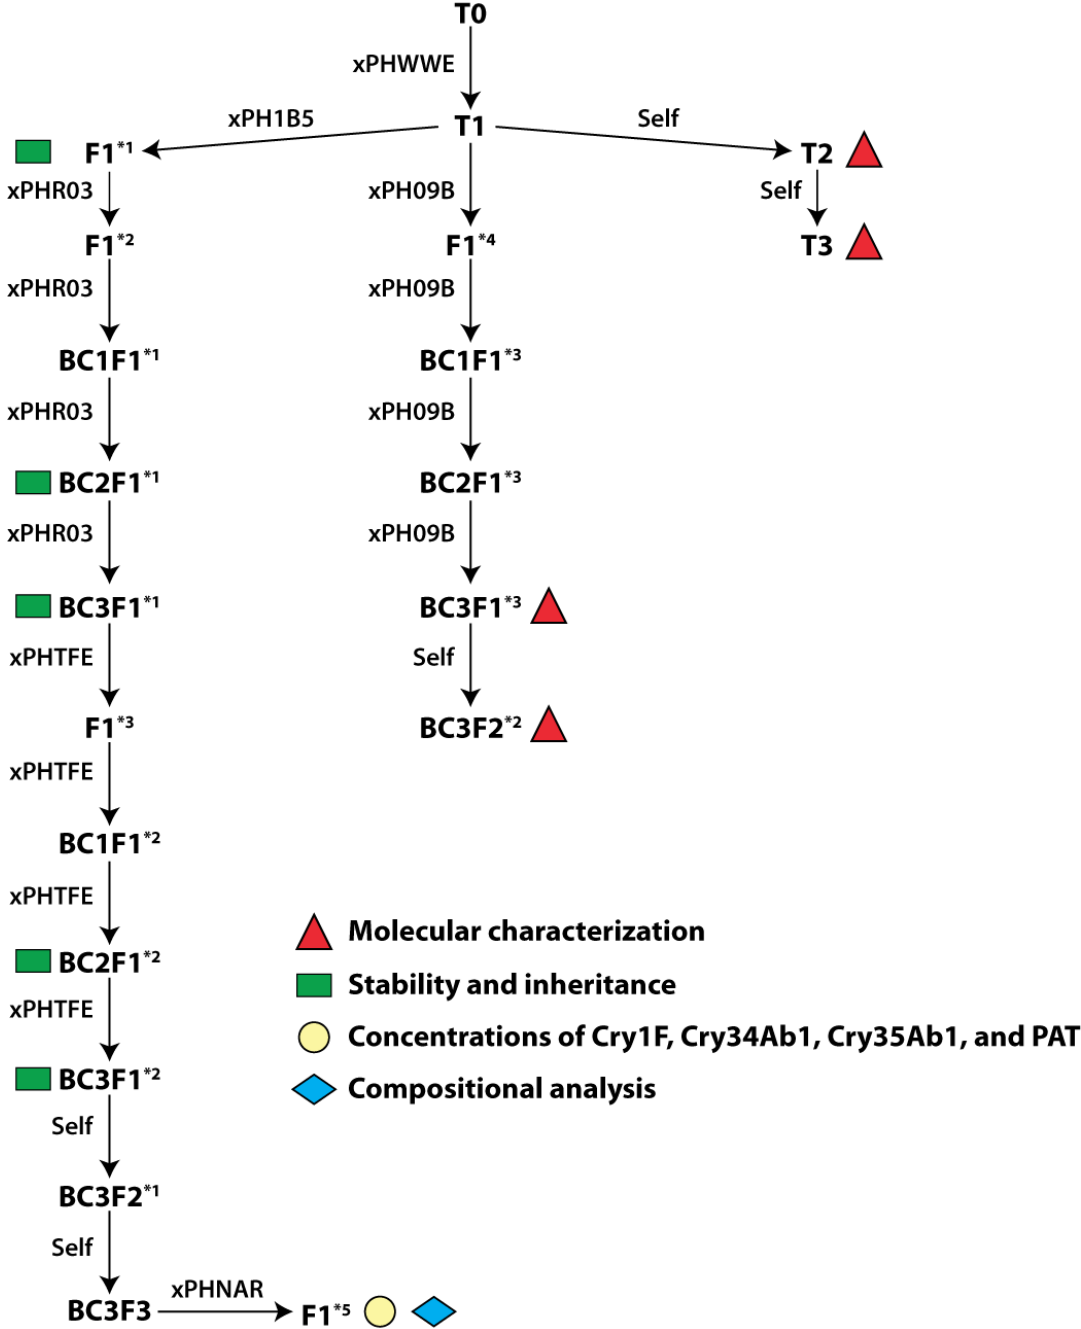 T0
xPHWWE
T1
xPH1B5
Self
F1*1
T2
xPHR03
xPH09B
Self
F1*2
F1*4
T3
xPHR03
xPH09B
BC1F1*1
BC1F1*3
xPHR03
xPH09B
BC2F1*1
BC2F1*3
xPHR03
xPH09B
BC3F1*1
BC3F1*3
xPHTFE
Self
F1*3
BC3F2*2
xPHTFE
BC1F1*2
xPHTFE
BC2F1*2
xPHTFE
BC3F1*2
Self
BC3F2*1
Self
BC3F3
xPHNAR
F1*5
Molecular characterization
Stability and inheritance
Concentrations of Cry1F, Cry34Ab1, Cry35Ab1, and PAT
Compositional analysis